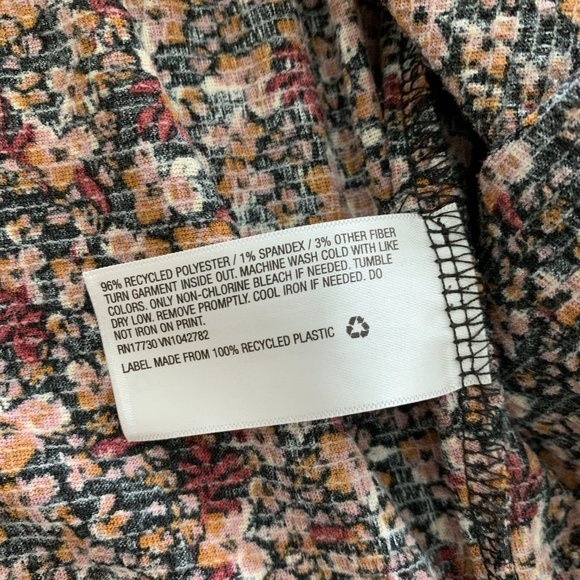 96% RECYCLED POLYESTER / 1% SPANDEX / 3% OTHER FIBER
TURN GARMENT INSIDE OUT. MACHINE WASH COLD WITH LIKE
COLORS. ONLY NON-CHLORINE BLEACH IF NEEDED. TUMBLE
DRY LOW. REMOVE PROMPTLY. COOL IRON IF NEEDED. DO
NOT IRON ON PRINT.
RN17730 VN1042782
LABEL MADE FROM 100% RECYCLED PLASTIC